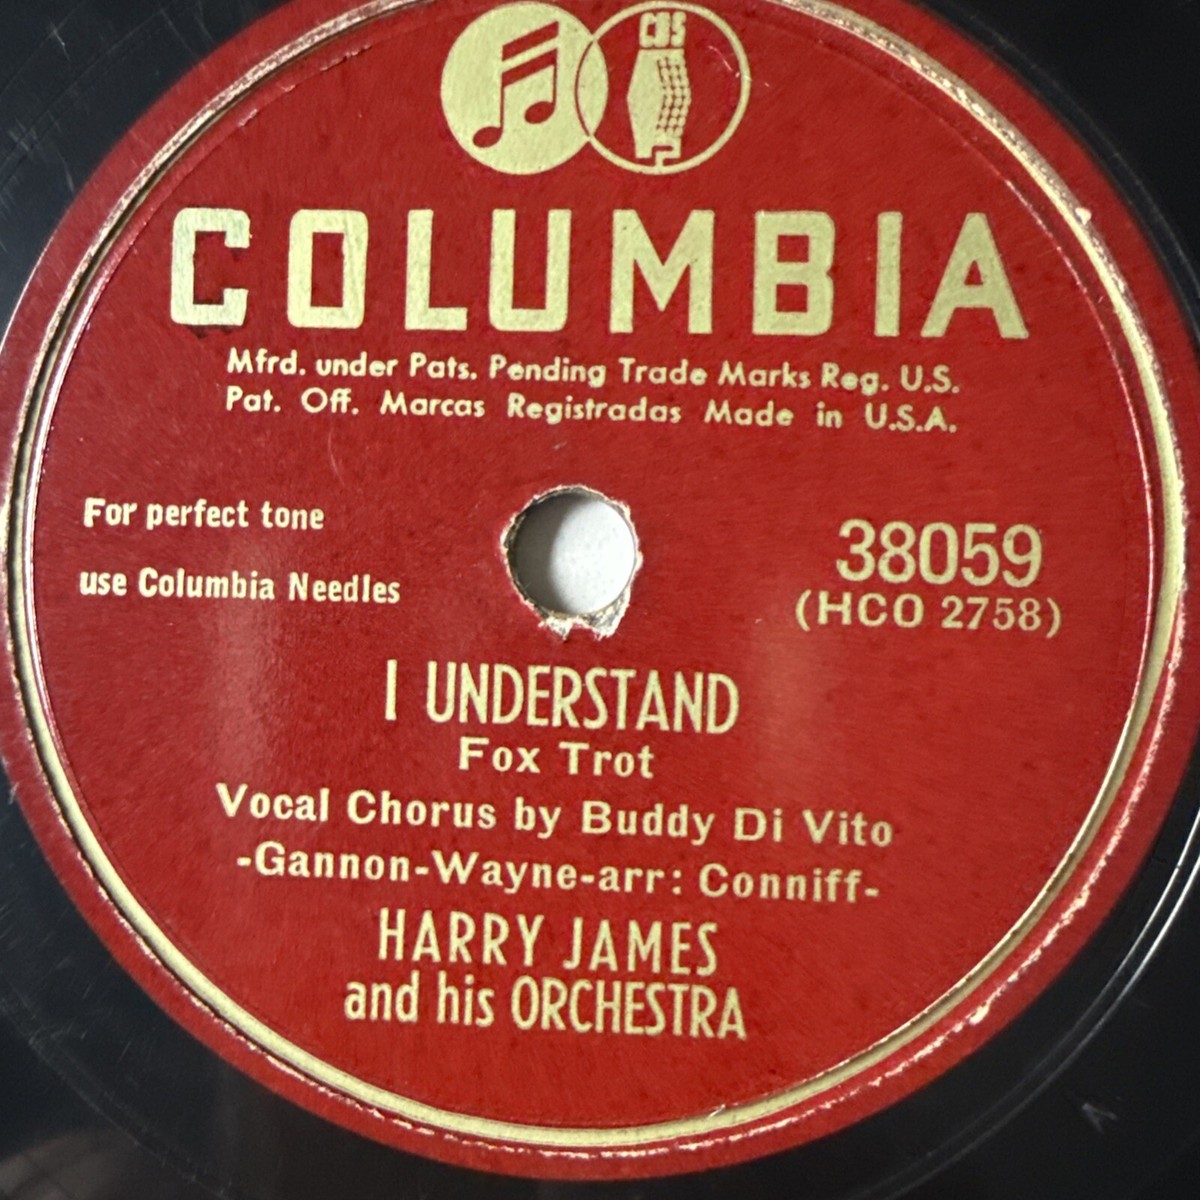 CBS
COLUMBIA
Mfrd. under Pats. Pending Trade Marks Reg. U.S.
Pat. Off. Marcas Registradas Made in U.S.A.
For perfect tone
use Columbia Needles
38059
(HCO 2758)
I UNDERSTAND
Fox Trot
Vocal Chorus by Buddy Di Vito
-Gannon-Wayne-arr: Conniff-
HARRY JAMES
and his ORCHESTRA